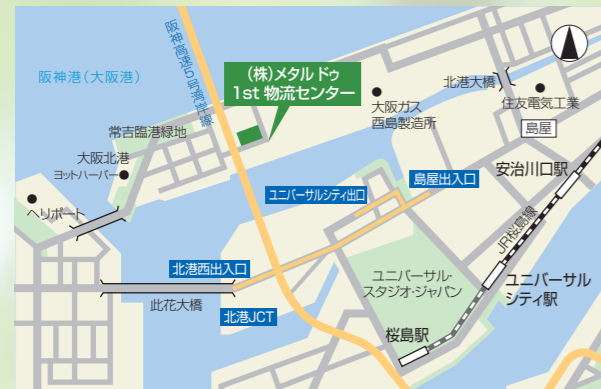 阪神港(大阪港)
阪神高速5号湾岸線
(株)メタルドゥ
1st 物流センター
大阪ガス
酉島製造所
北港大橋
住友電気工業
島屋
常吉臨港緑地
大阪北港
ヨットハーバー
ヘリポート
ユニバーサルシティ出口
島屋出入口
安治川口駅
JR桜島線
北港西出入口
此花大橋
北港JCT
ユニバーサル・
スタジオ・ジャパン
ユニバーサル
シティ駅
桜島駅